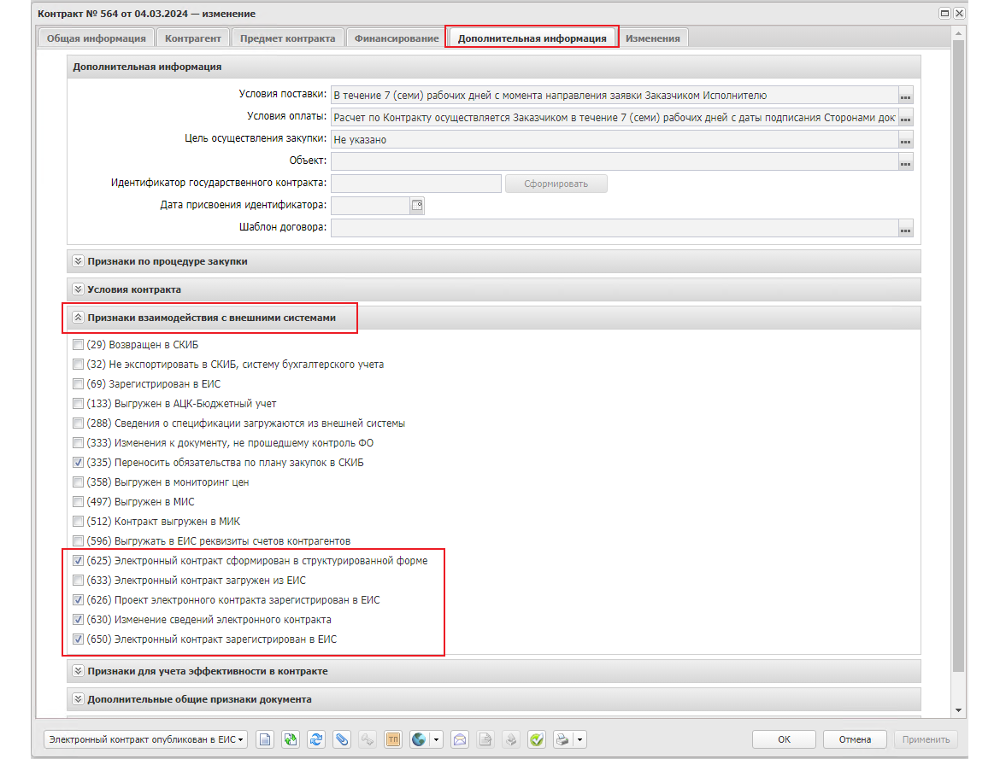 Контракт № 564 от 04.03.2024 — изменение
Общая информация Контрагент Предмет контракта Финансирование Дополнительная информация Изменения
Дополнительная информация
Условия поставки: В течение 7 (семи) рабочих дней с момента направления заявки Заказчиком Исполнителю
Условия оплаты: Расчет по Контракту осуществляется Заказчиком в течение 7 (семи) рабочих дней с даты подписания Сторонами док
Цель осуществления закупки: Не указано
Объект:
Идентификатор государственного контракта: Сформировать
Дата присвоения идентификатора:
Шаблон договора:
Признаки по процедуре закупки
Условия контракта
Признаки взаимодействия с внешними системами
(29) Возвращен в СКИБ
(32) Не экспортировать в СКИБ, систему бухгалтерского учета
(69) Зарегистрирован в ЕИС
(133) Выгружен в АЦК-Бюджетный учет
(288) Сведения о спецификации загружаются из внешней системы
(333) Изменения к документу, не прошедшему контроль ФО
(335) Переносить обязательства по плану закупок в СКИБ
(358) Выгружен в мониторинг цен
(497) Выгружен в МИС
(512) Контракт выгружен в МИК
(596) Выгружать в ЕИС реквизиты счетов контрагентов
(625) Электронный контракт сформирован в структурированной форме
(633) Электронный контракт загружен из ЕИС
(626) Проект электронного контракта зарегистрирован в ЕИС
(630) Изменение сведений электронного контракта
(650) Электронный контракт зарегистрирован в ЕИС
Признаки для учета эффективности в контракте
Дополнительные общие признаки документа
Электронный контракт опубликован в ЕИС ТП ОК Отмена Применить